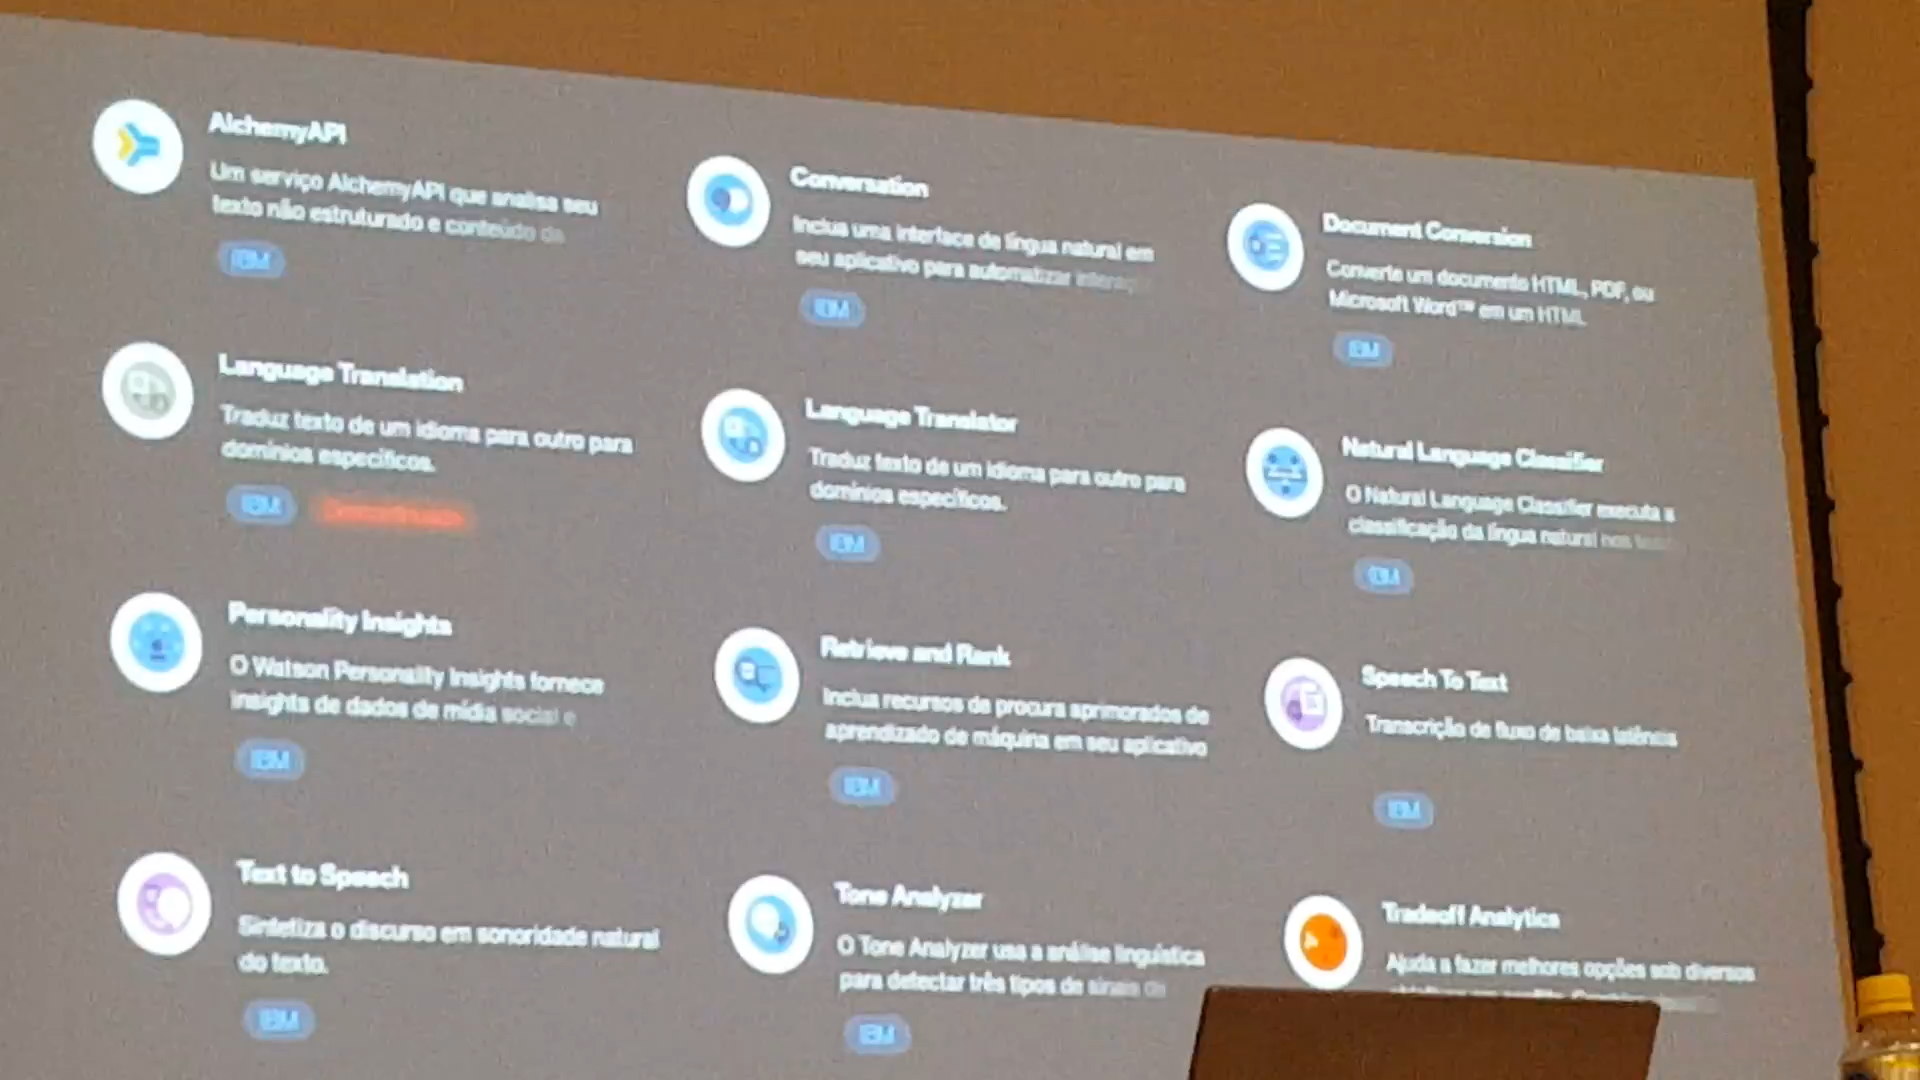 AlchemyAPI
Um serviço AlchemyAPI que analisa seu
texto não estruturado e conteúdo da
IBM
Conversation
Inclua uma interface de língua natural em
seu aplicativo para automatizar
IBM
Document Conversion
Converte um documento HTML, PDF, ou
Microsoft Word™ em um HTML
IBM
Language Translation
Traduz texto de um idioma para outro para
domínios específicos.
IBM
Language Translator
Traduz texto de um idioma para outro para
domínios específicos.
IBM
Natural Language Classifier
O Natural Language Classifier executa a
classificação da língua natural nos
IBM
Personality Insights
O Watson Personality Insights fornece
insights de dados de mídia social e
IBM
Retrieve and Rank
Inclua recursos de procura aprimorados de
aprendizado de máquina em seu aplicativo
IBM
Speech To Text
Transcrição de fluxo de baixa latência
IBM
Text to Speech
Sintetiza o discurso em sonoridade natural
do texto.
IBM
Tone Analyzer
O Tone Analyzer usa a análise linguística
para detectar três tipos de sinais de
IBM
Tradeoff Analytics
Ajuda a fazer melhores opções sob diversos